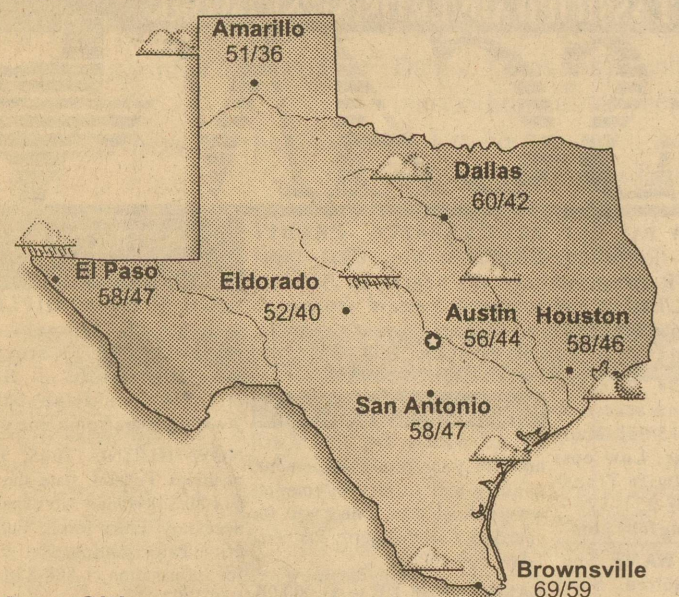 Amarillo
51/36
Dallas
60/42
El Paso
58/47
Eldorado
52/40
Austin
56/44
Houston
58/46
San Antonio
58/47
Brownsville
69/59